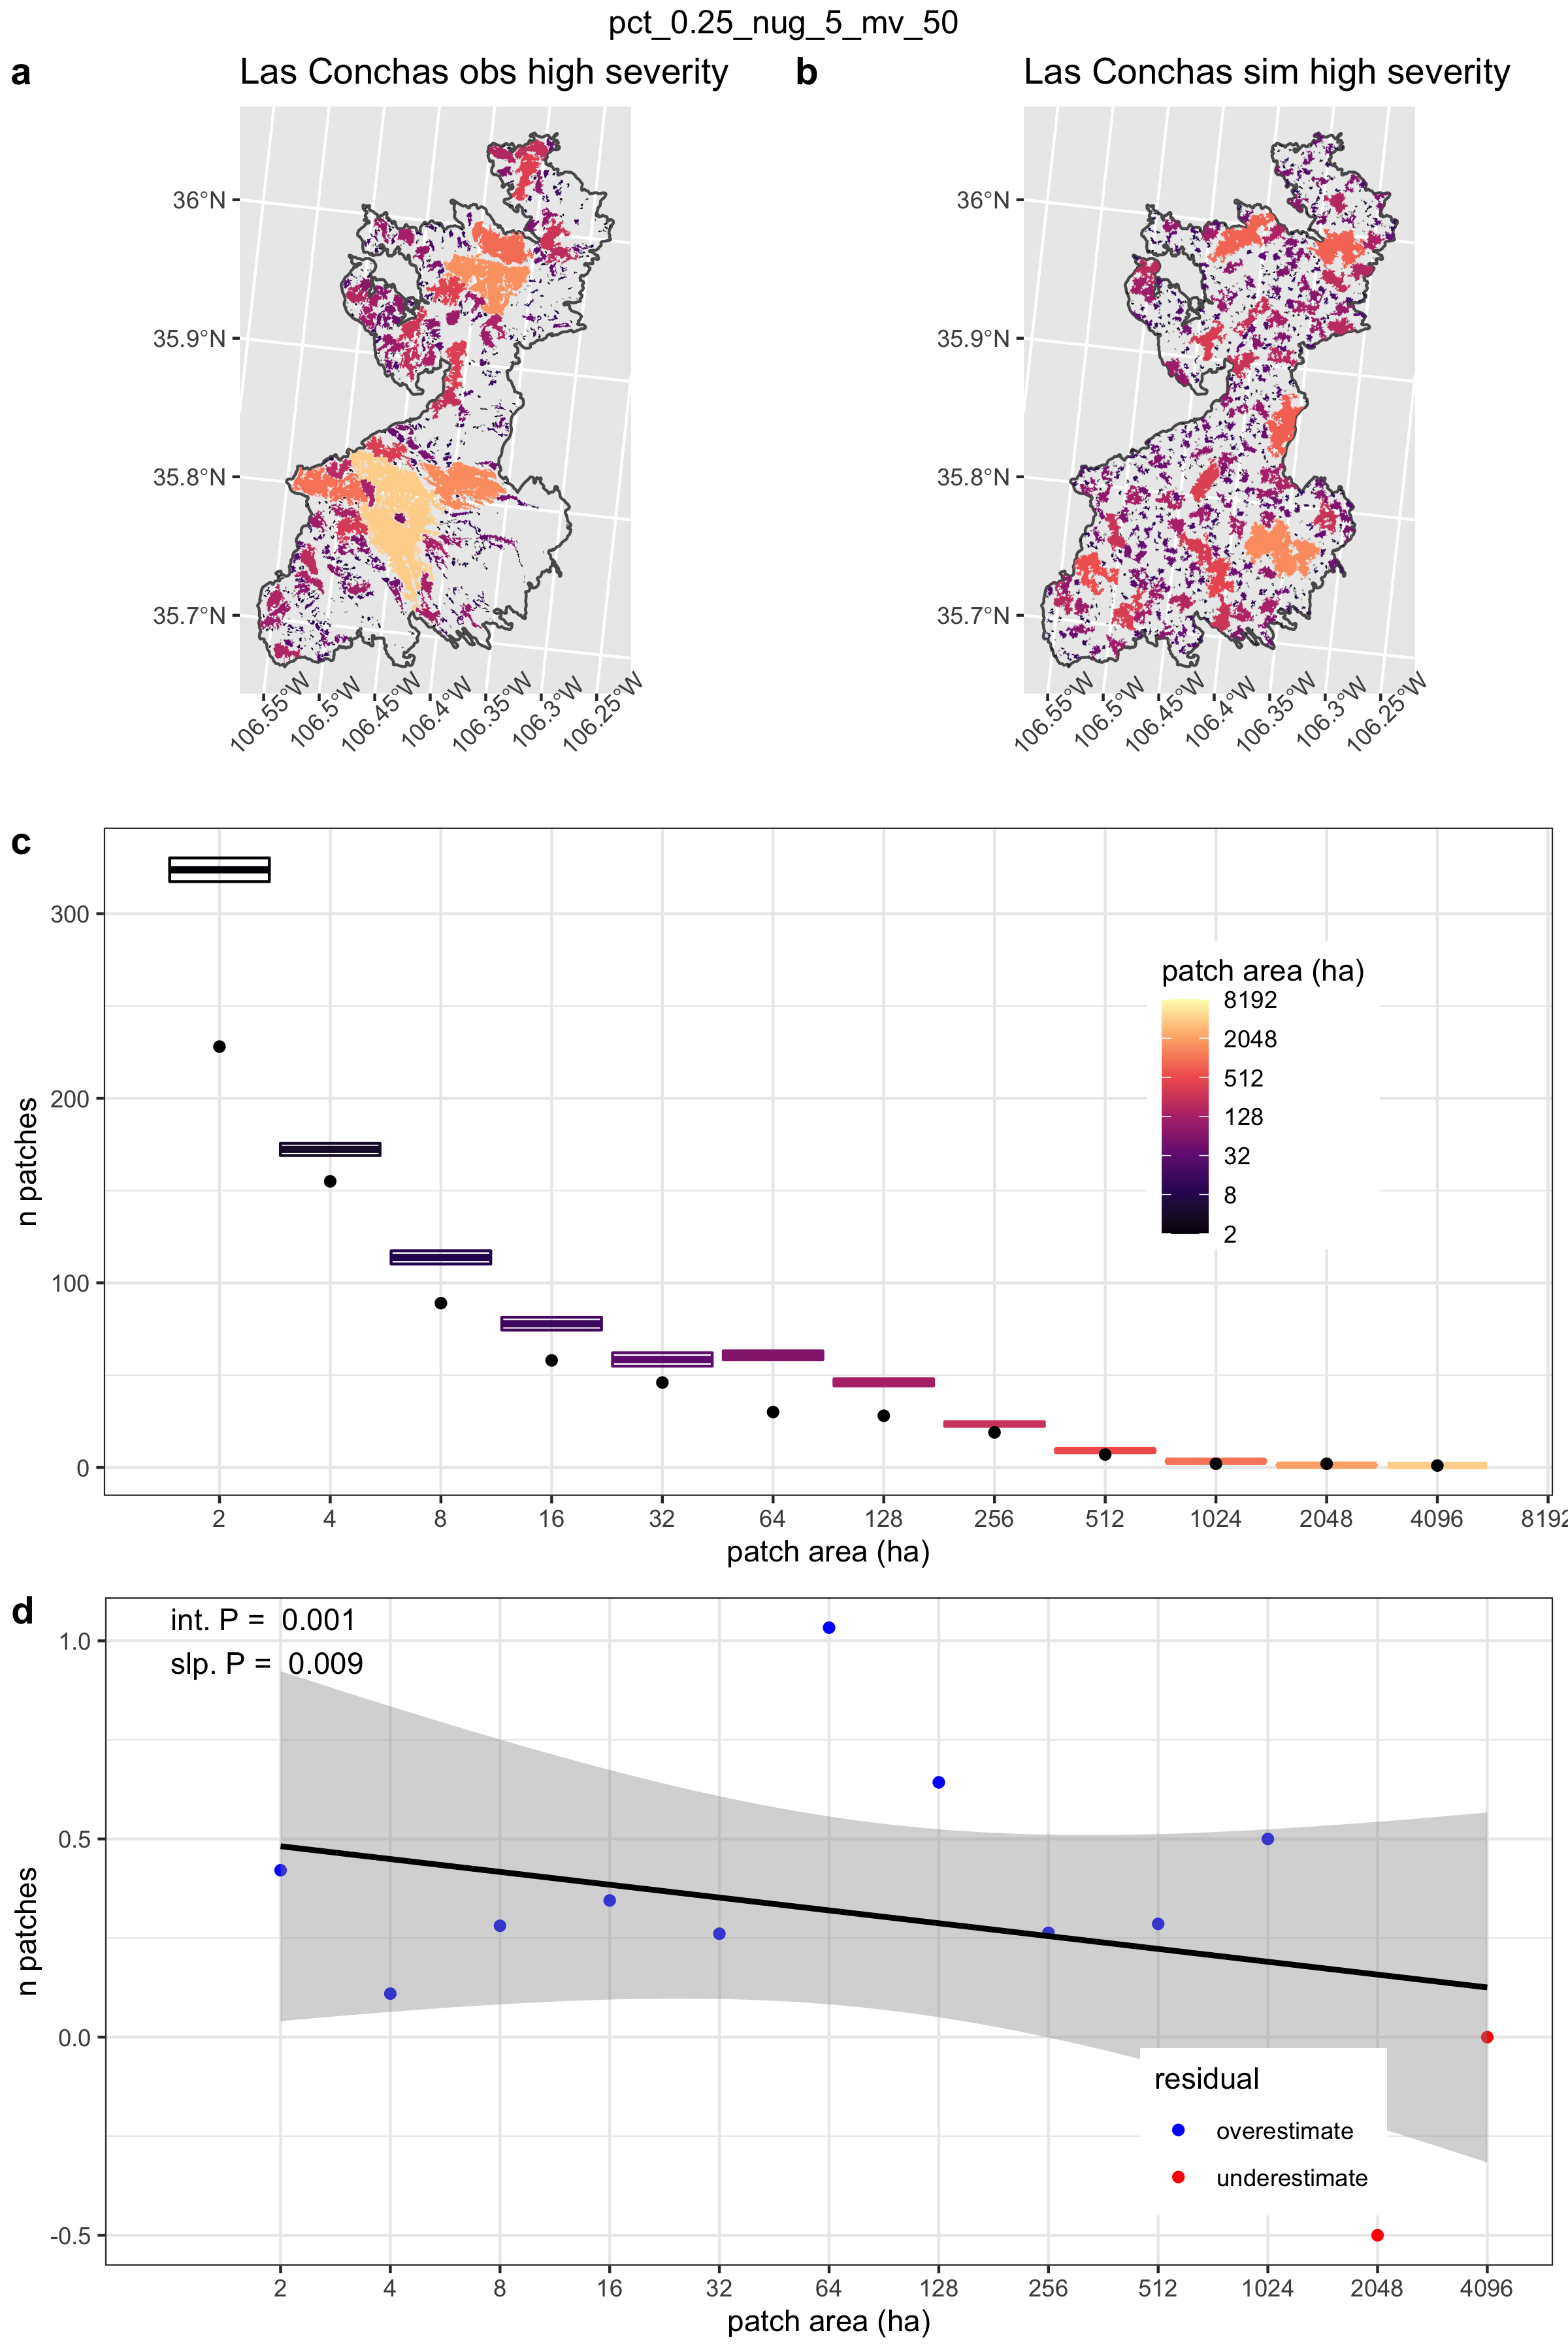 pct_0.25_nug_5_mv_50
a
Las Conchas obs high severity
36°N
35.9°N
35.8°N
35.7°N
106.55°W
106.5°W
106.45°W
106.4°W
106.35°W
106.3°W
106.25°W
b
Las Conchas sim high severity
36°N
35.9°N
35.8°N
35.7°N
106.55°W
106.5°W
106.45°W
106.4°W
106.35°W
106.3°W
106.25°W
c
n patches
300
200
100
0
patch area (ha)
8192
2048
512
128
32
8
2
2 4 8 16 32 64 128 256 512 1024 2048 4096 8192
patch area (ha)
d
int. P = 0.001
slp. P = 0.009
n patches
1.0
0.5
0.0
-0.5
residual
overestimate
underestimate
2 4 8 16 32 64 128 256 512 1024 2048 4096
patch area (ha)